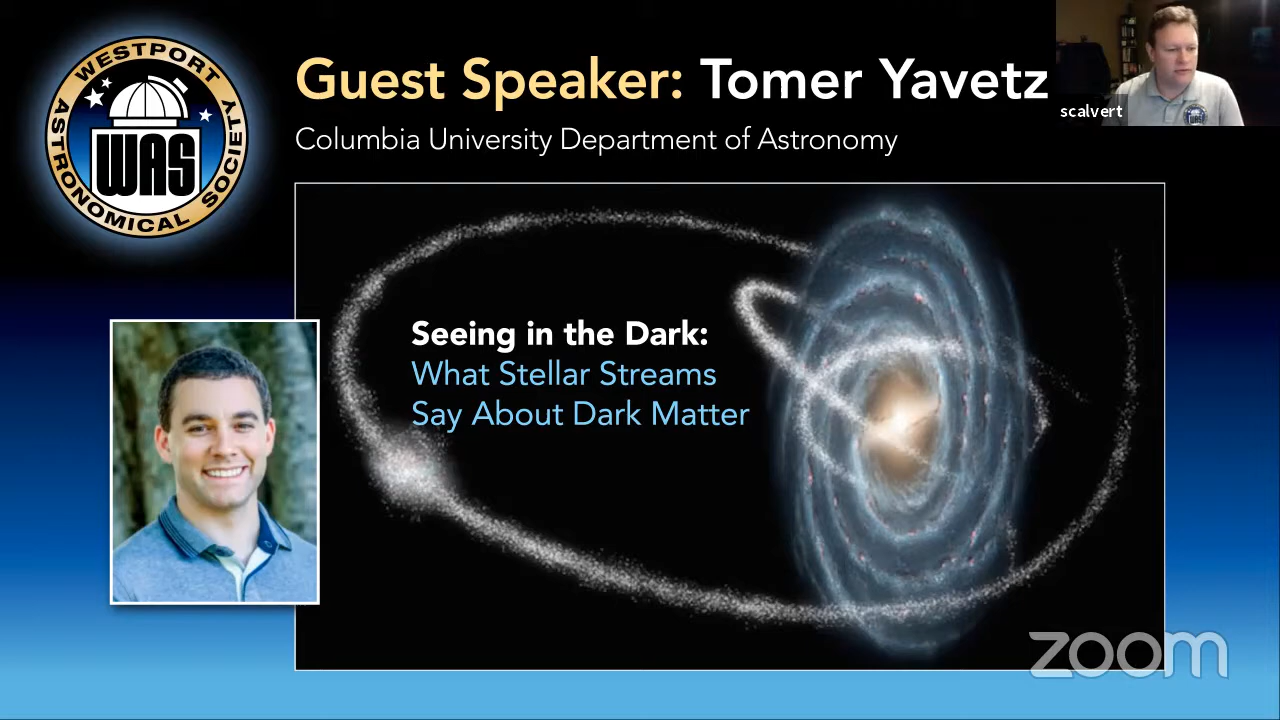 WESTPORT
ASTRONOMICAL SOCIETY
WAS
Guest Speaker: Tomer Yavetz
Columbia University Department of Astronomy
scalvert
Seeing in the Dark:
What Stellar Streams
Say About Dark Matter
zoom